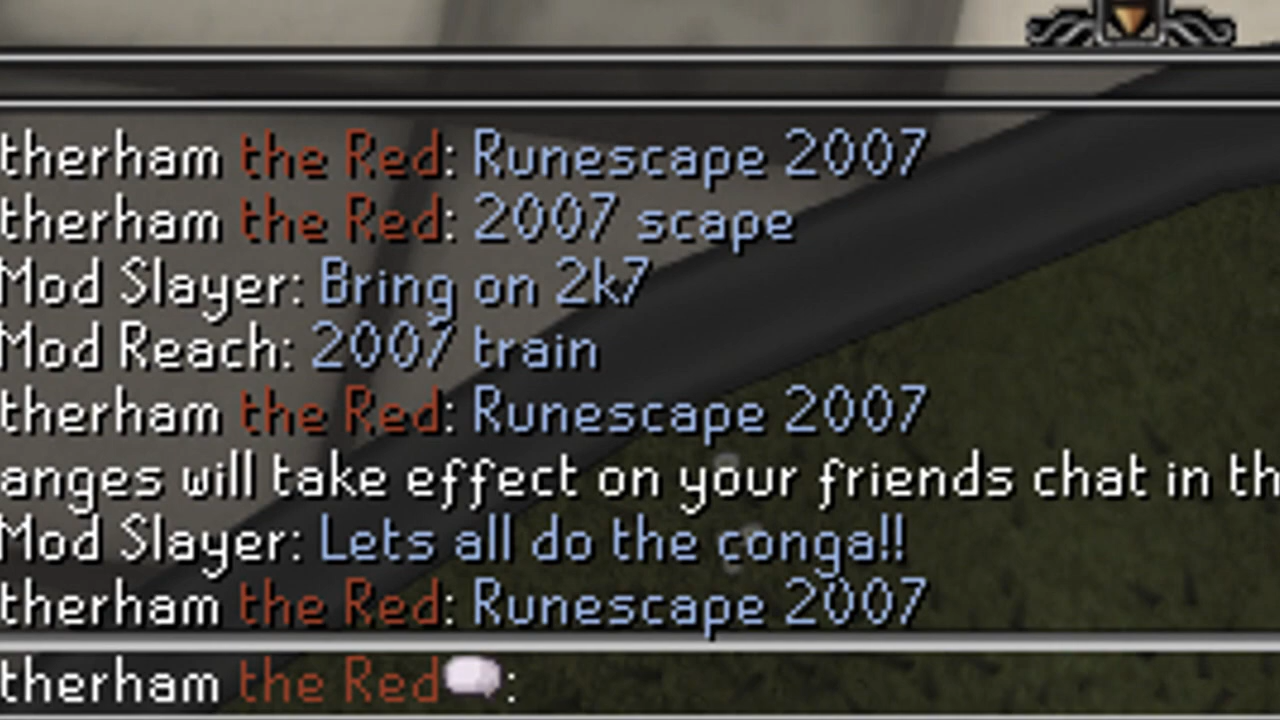 therham the Red: Runescape 2007
therham the Red: 2007 scape
Mod Slayer: Bring on 2k7
Mod Reach: 2007 train
therham the Red: Runescape 2007
anges will take effect on your friends chat in th
Mod Slayer: Lets all do the conga!!
therham the Red: Runescape 2007
therham the Red: